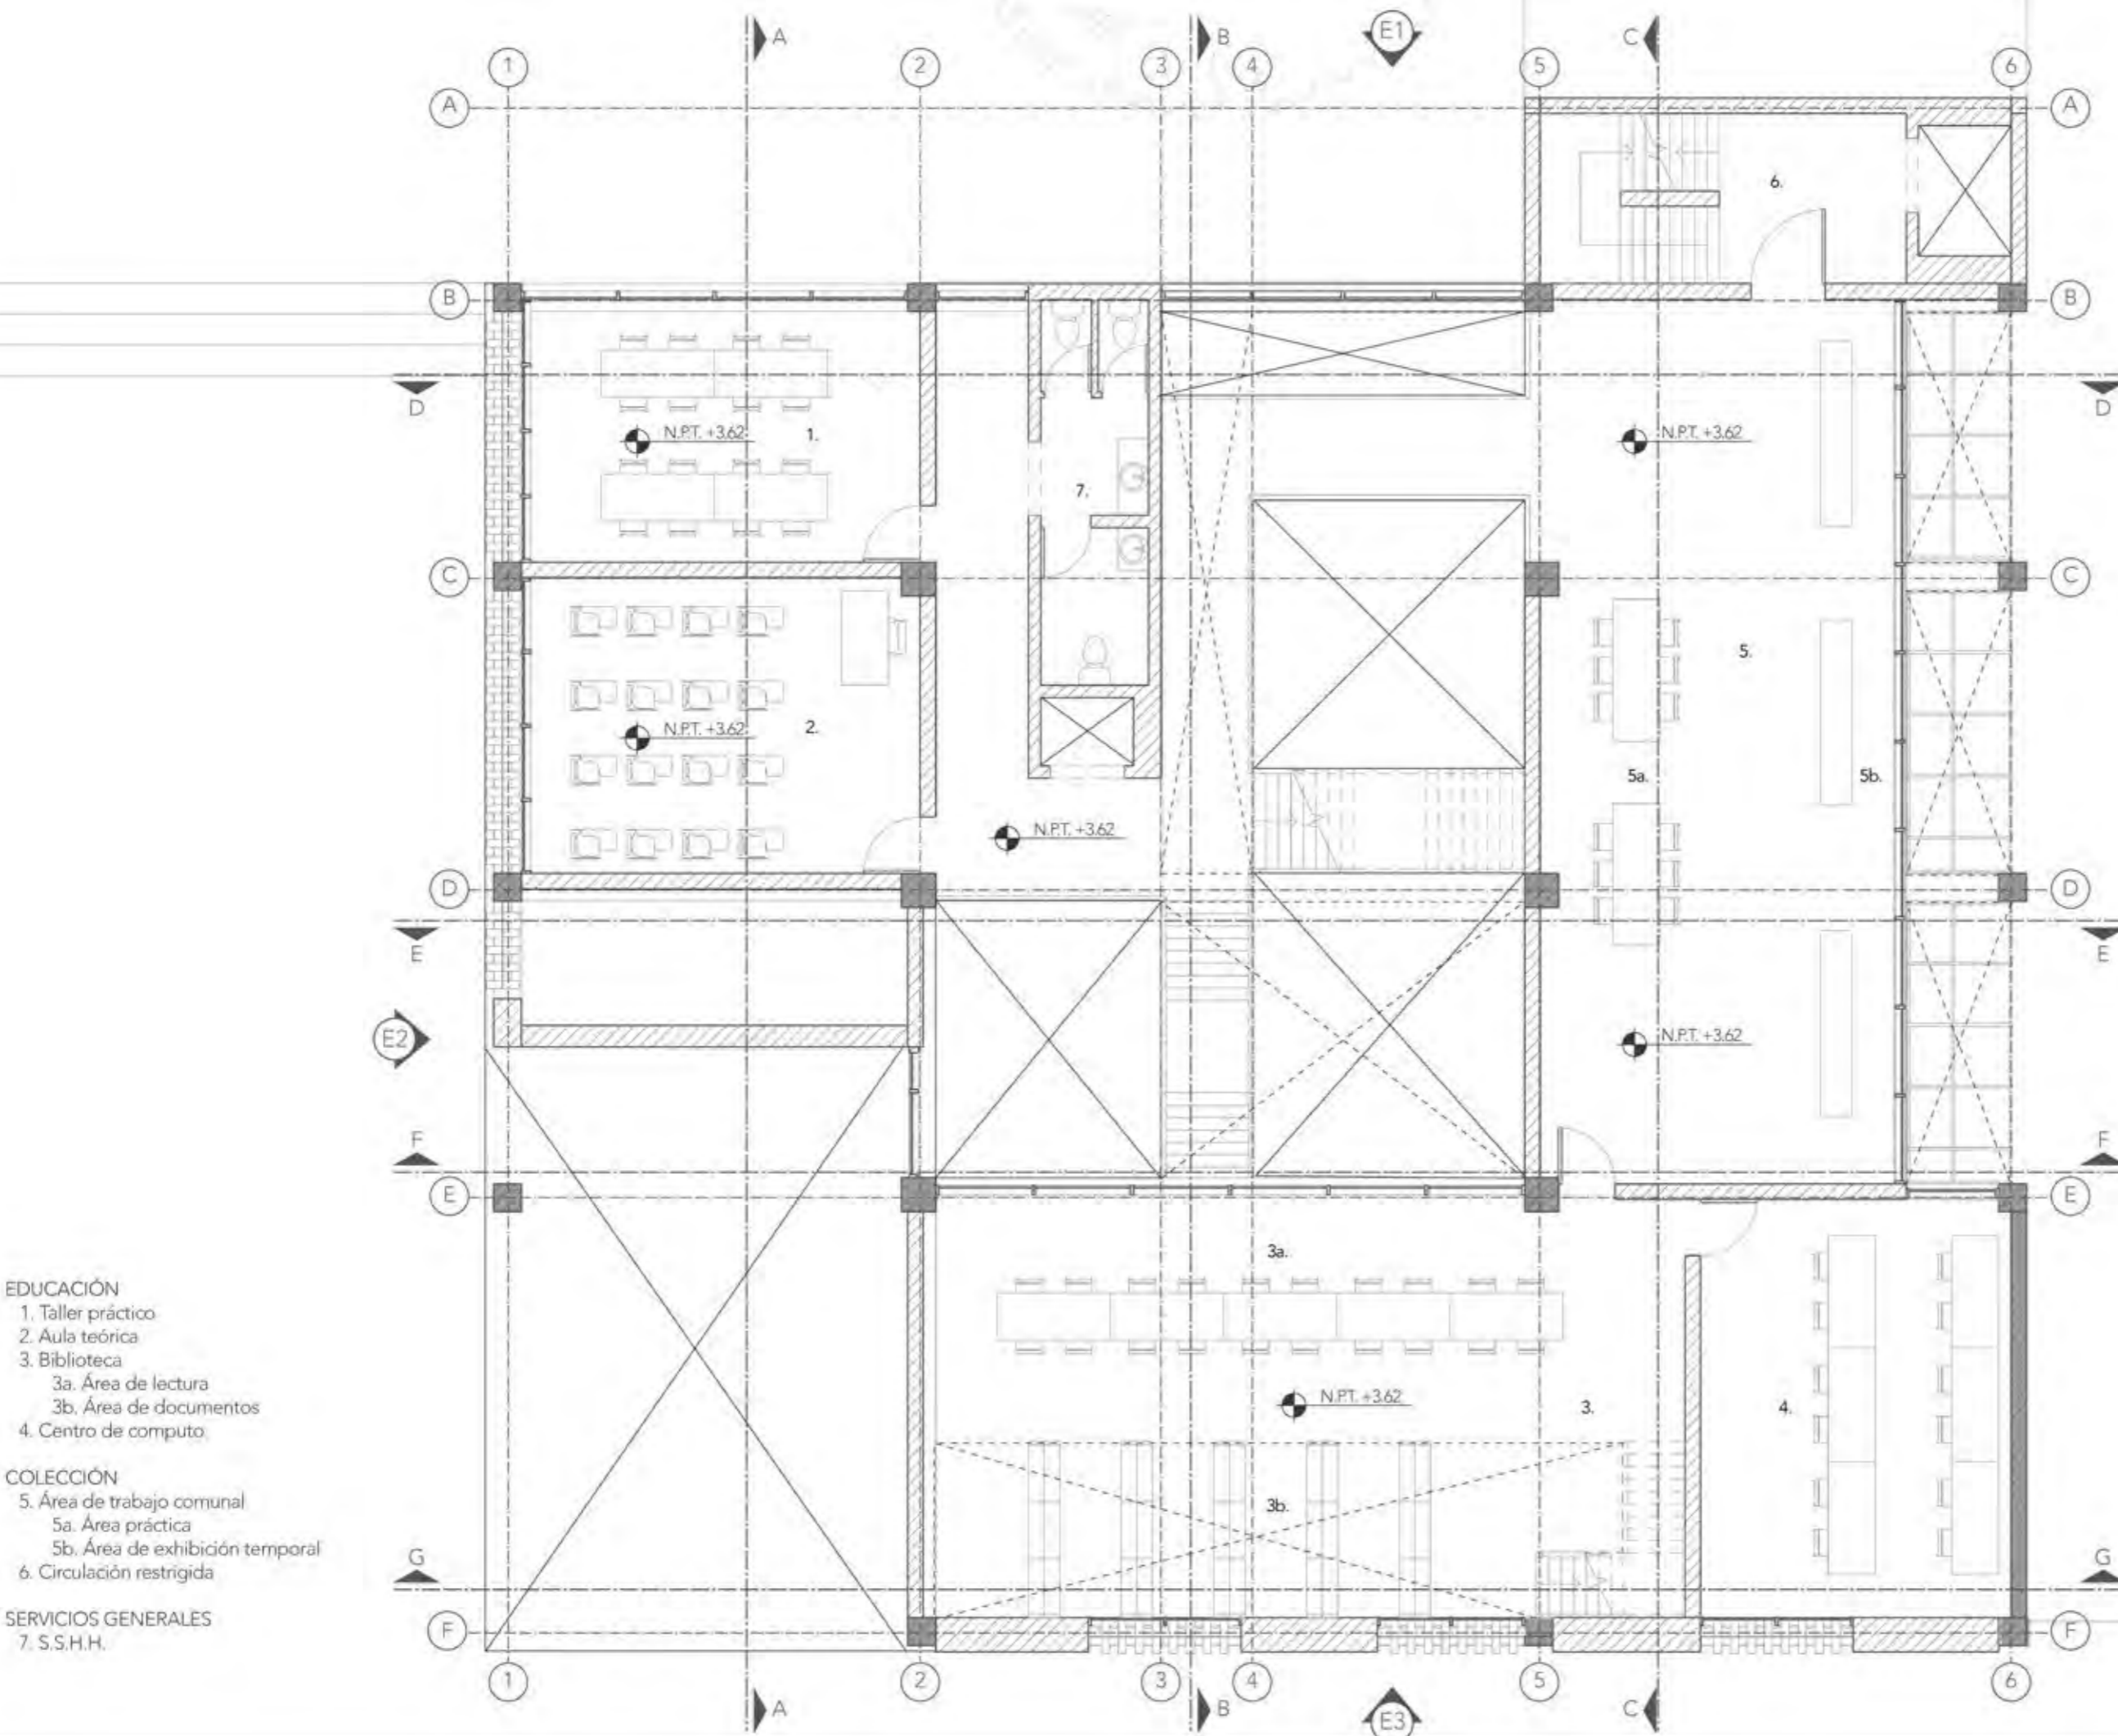 A
B
E1
C
1
2
3
4
5
6
A
A
6.
B
B
D
D
N.P.T. +3.62
1.
N.P.T. +3.62
7.
C
C
5.
N.P.T. +3.62
2.
5a.
5b.
N.P.T. +3.62
D
D
E
E
E2
N.P.T. +3.62
F
F
E
E
3a.
EDUCACIÓN
1. Taller práctico
2. Aula teórica
3. Biblioteca
3a. Área de lectura
3b. Área de documentos
4. Centro de computo
N.P.T. +3.62
3.
4.
COLECCIÓN
5. Área de trabajo comunal
5a. Área práctica
5b. Área de exhibición temporal
6. Circulación restrigida
3b.
G
G
SERVICIOS GENERALES
7. S.S.H.H.
F
F
1
2
3
4
5
6
A
B
E3
C